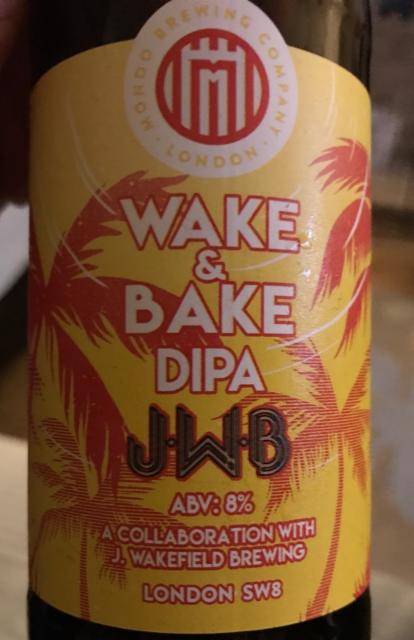 MONDO BREWING COMPANY
M
· LONDON ·
WAKE
&
BAKE
DIPA
J·W·B
ABV: 8%
A COLLABORATION WITH
J. WAKEFIELD BREWING
LONDON SW8